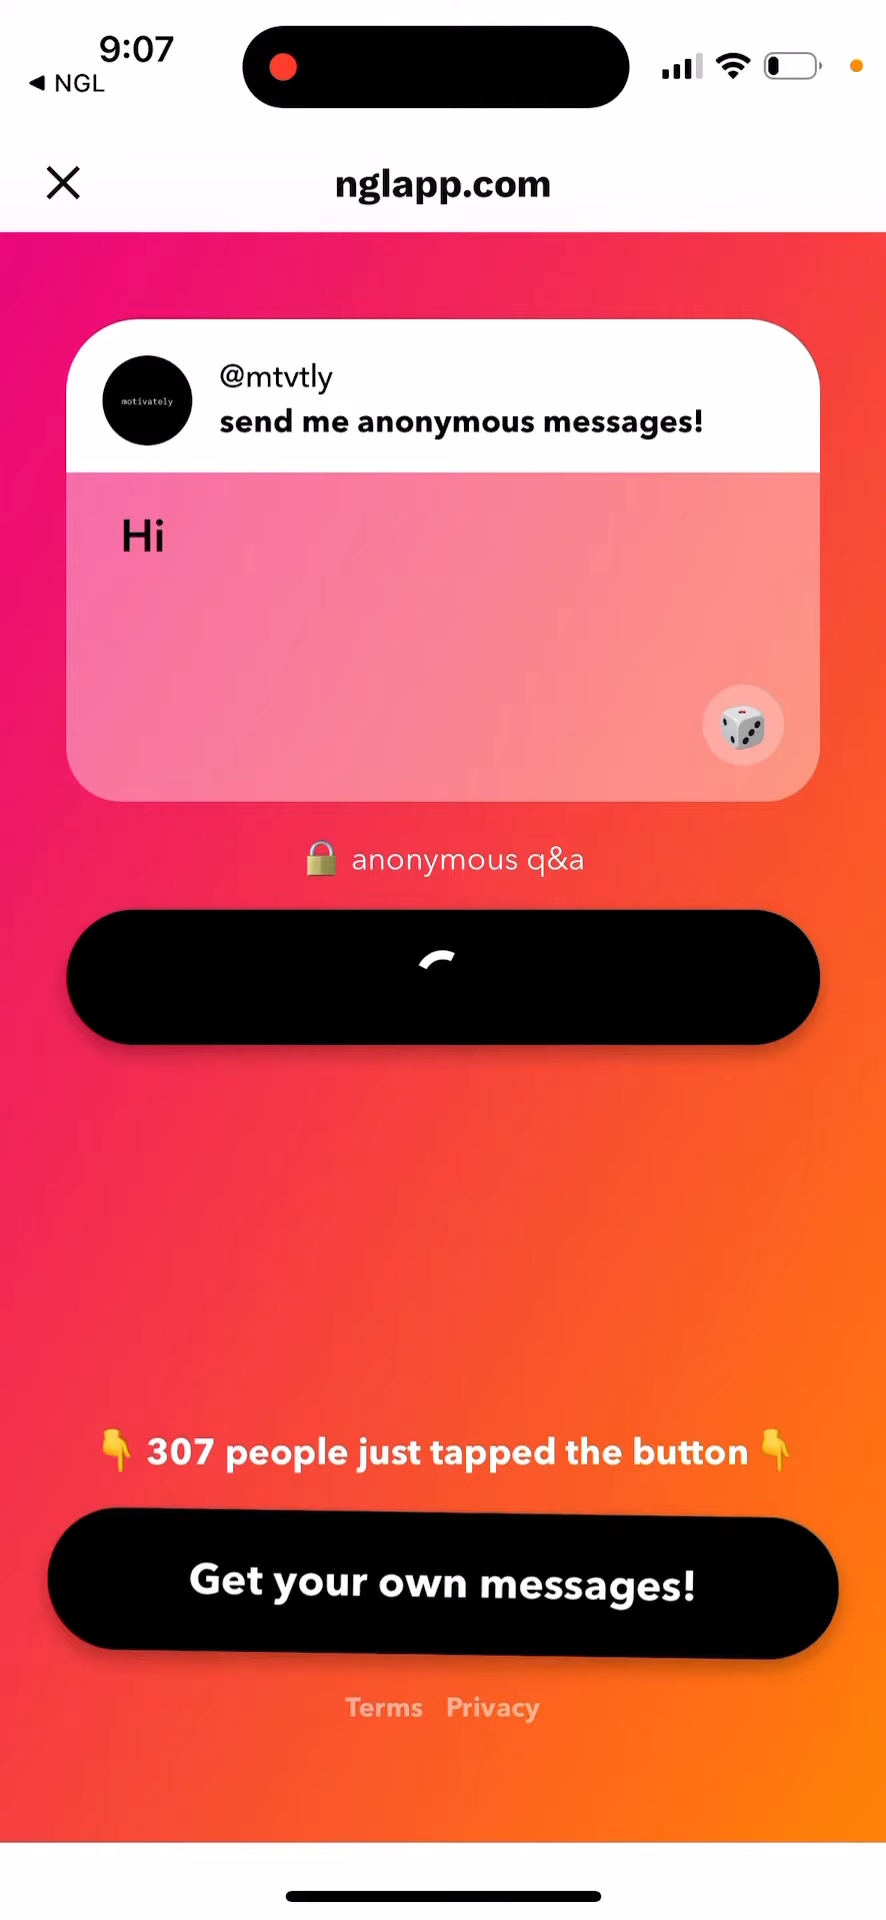 9:07
◀ NGL
nglapp.com
motivately
@mtvtly
send me anonymous messages!
Hi
🔒 anonymous q&a
👇 307 people just tapped the button 👇
Get your own messages!
Terms Privacy